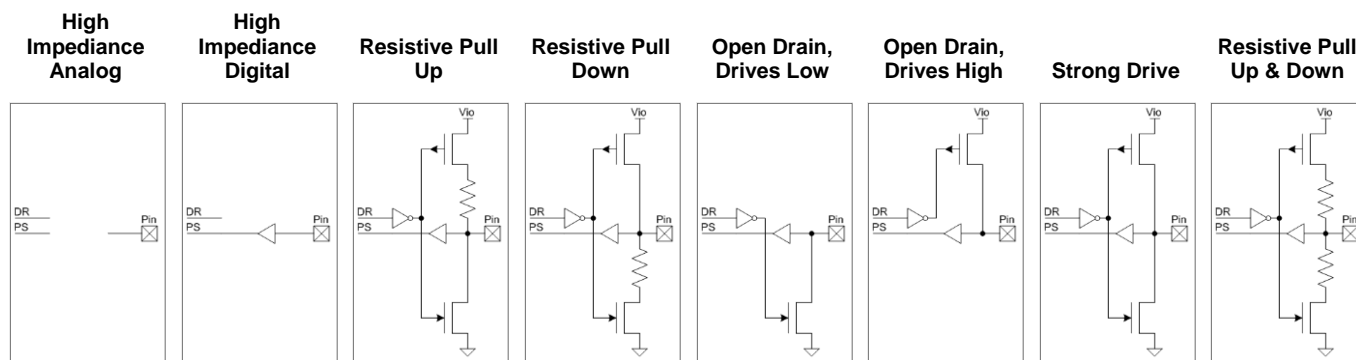 High
Impediance
Analog
High
Impediance
Digital
Resistive Pull
Up
Resistive Pull
Down
Open Drain,
Drives Low
Open Drain,
Drives High
Strong Drive
Resistive Pull
Up & Down
DR
PS
Pin
DR
PS
Pin
Vio
DR
PS
Pin
Vio
DR
PS
Pin
DR
PS
Pin
Vio
DR
PS
Pin
Vio
DR
PS
Pin
Vio
DR
PS
Pin